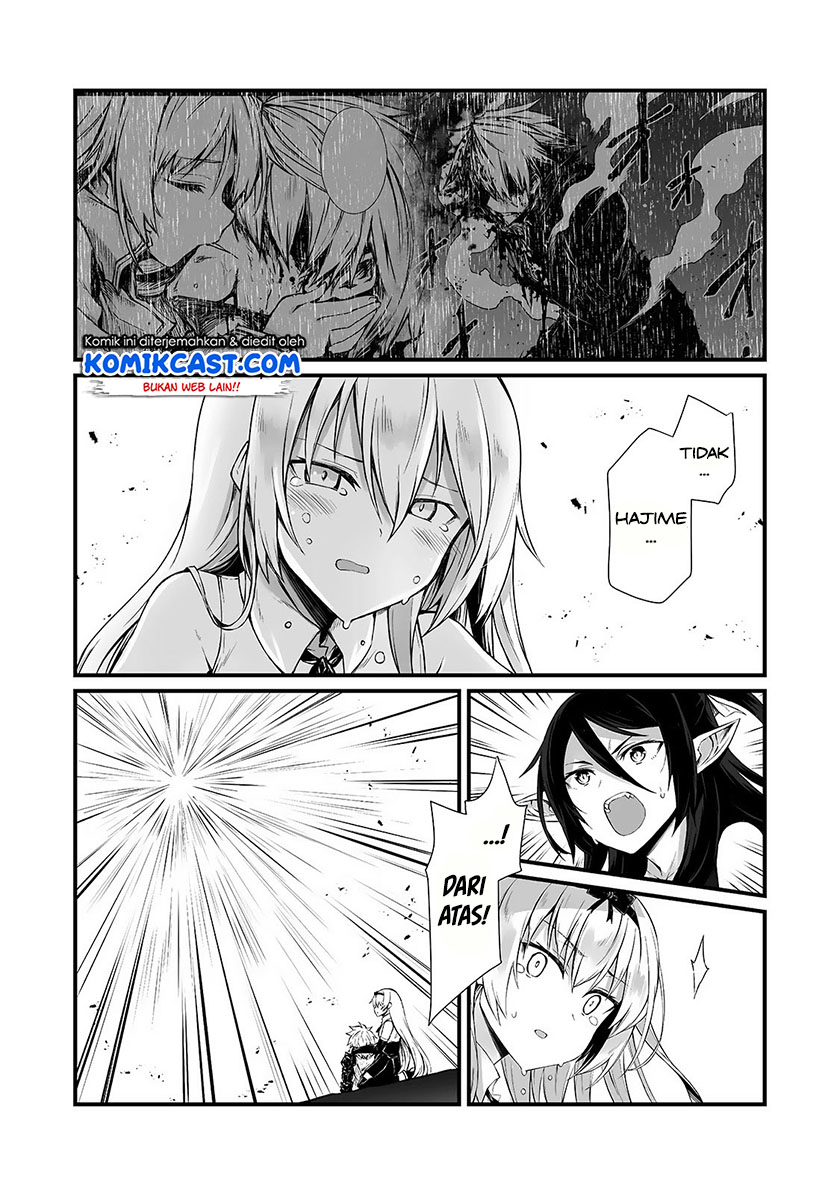 Komik ini diterjemahkan & diedit oleh
KOMIKCAST.COM
BUKAN WEB LAIN!!
TIDAK
...
HAJIME
...
...!
DARI
ATAS!